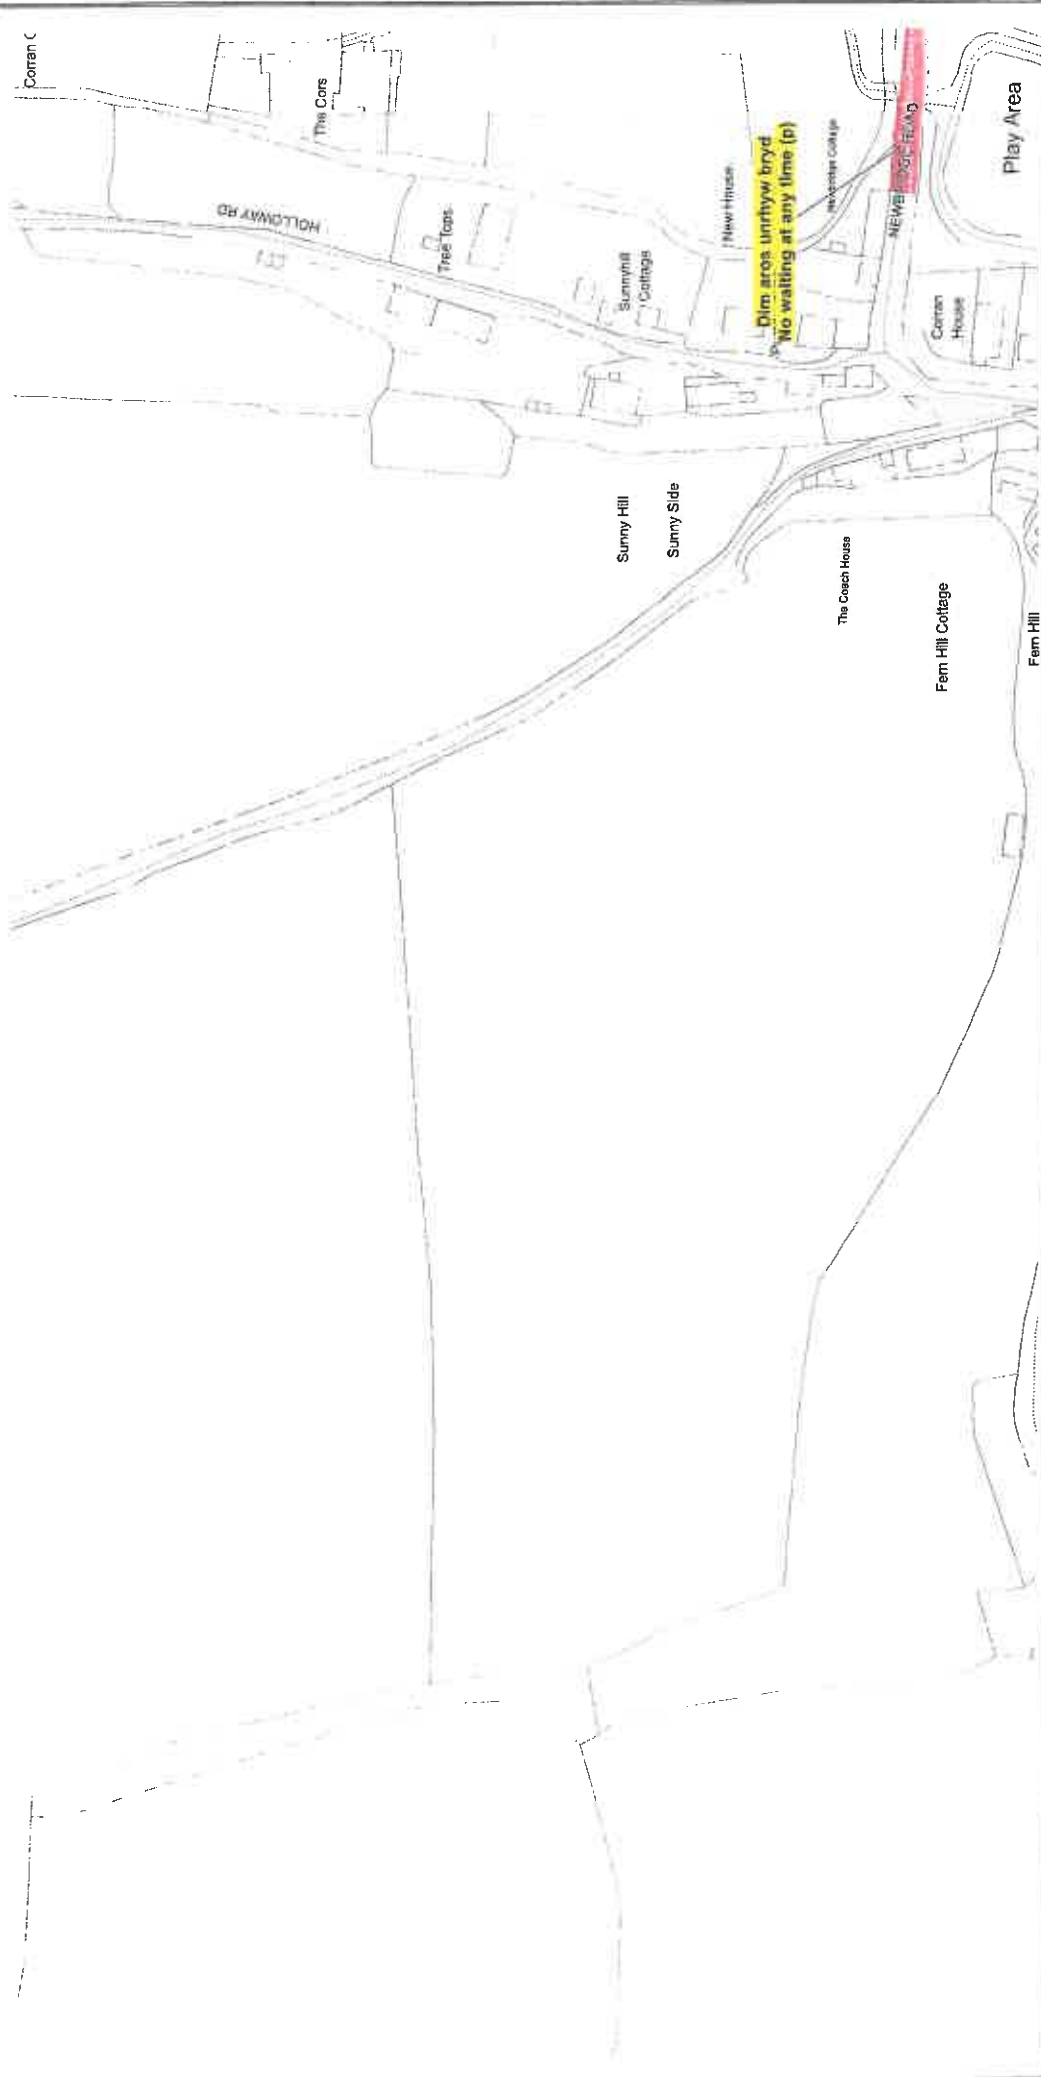 Corran C
The Cors
HOLLOWAY RD
Tree Tops
Sunnyhill
Cottage
New House
Dim aros unrhyw bryd
No waiting at any time (p)
Newbridge Cottage
NEWBRIDGE ROAD
Play Area
Corran
House
Sunny Hill
Sunny Side
The Coach House
Fern Hill Cottage
Fern Hill